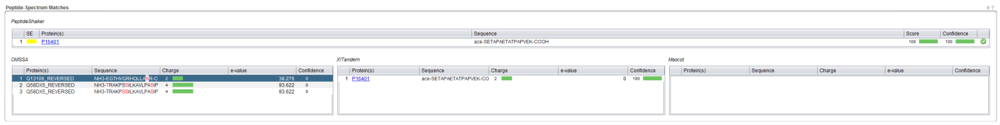 Peptide-Spectrum Matches
PeptideShaker
SE Protein(s) Sequence Score Confidence
1 P16401 ace-SETAPAETATPAPVEK-COOH 100 100
OMSSA
Protein(s) Sequence Charge e-value Confidence
1 Q13106_REVERSED NH3-EGTHVGRHQLLASR-C 2 38.276 0
2 Q58DX5_REVERSED NH3-TRAKPSSILKAVLPASIP 4 93.622 0
3 Q58DX5_REVERSED NH3-TRAKPSSILKAVLPASIP 4 93.622 0
X!Tandem
Protein(s) Sequence Charge e-value Confidence
1 P16401 ace-SETAPAETATPAPVEK-CO 2 0 100
Mascot
Protein(s) Sequence Charge e-value Confidence